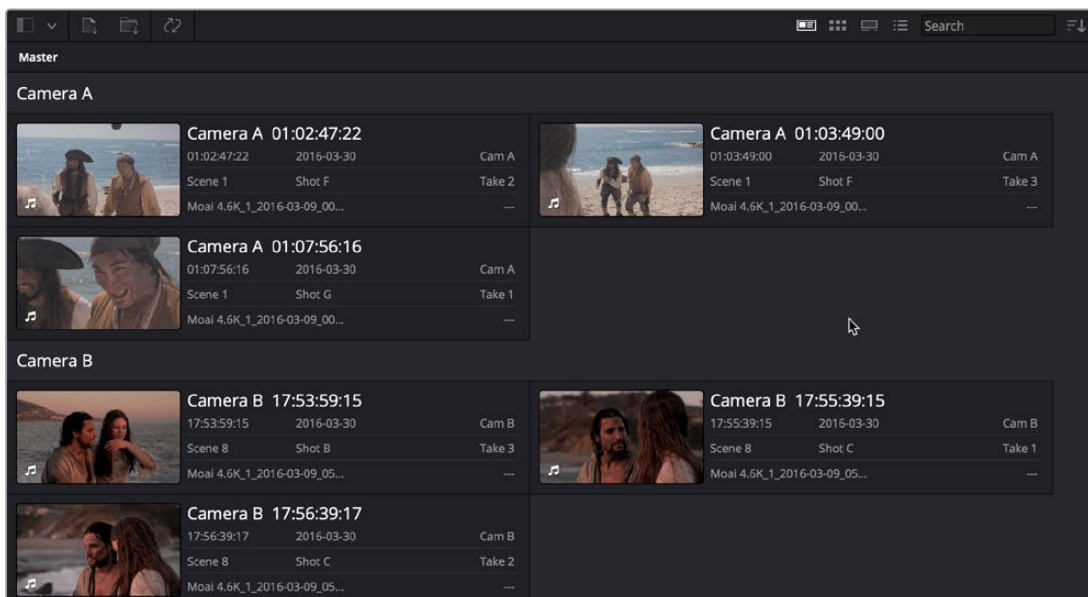 Search
Master
Camera A
Camera A 01:02:47:22
01:02:47:22 2016-03-30 Cam A
Scene 1 Shot F Take 2
Moai 4.6K_1_2016-03-09_00... ---
Camera A 01:03:49:00
01:03:49:00 2016-03-30 Cam A
Scene 1 Shot F Take 3
Moai 4.6K_1_2016-03-09_00... ---
Camera A 01:07:56:16
01:07:56:16 2016-03-30 Cam A
Scene 1 Shot G Take 1
Moai 4.6K_1_2016-03-09_00... ---
Camera B
Camera B 17:53:59:15
17:53:59:15 2016-03-30 Cam B
Scene 8 Shot B Take 3
Moai 4.6K_1_2016-03-09_05... ---
Camera B 17:55:39:15
17:55:39:15 2016-03-30 Cam B
Scene 8 Shot C Take 1
Moai 4.6K_1_2016-03-09_05... ---
Camera B 17:56:39:17
17:56:39:17 2016-03-30 Cam B
Scene 8 Shot C Take 2
Moai 4.6K_1_2016-03-09_05... ---